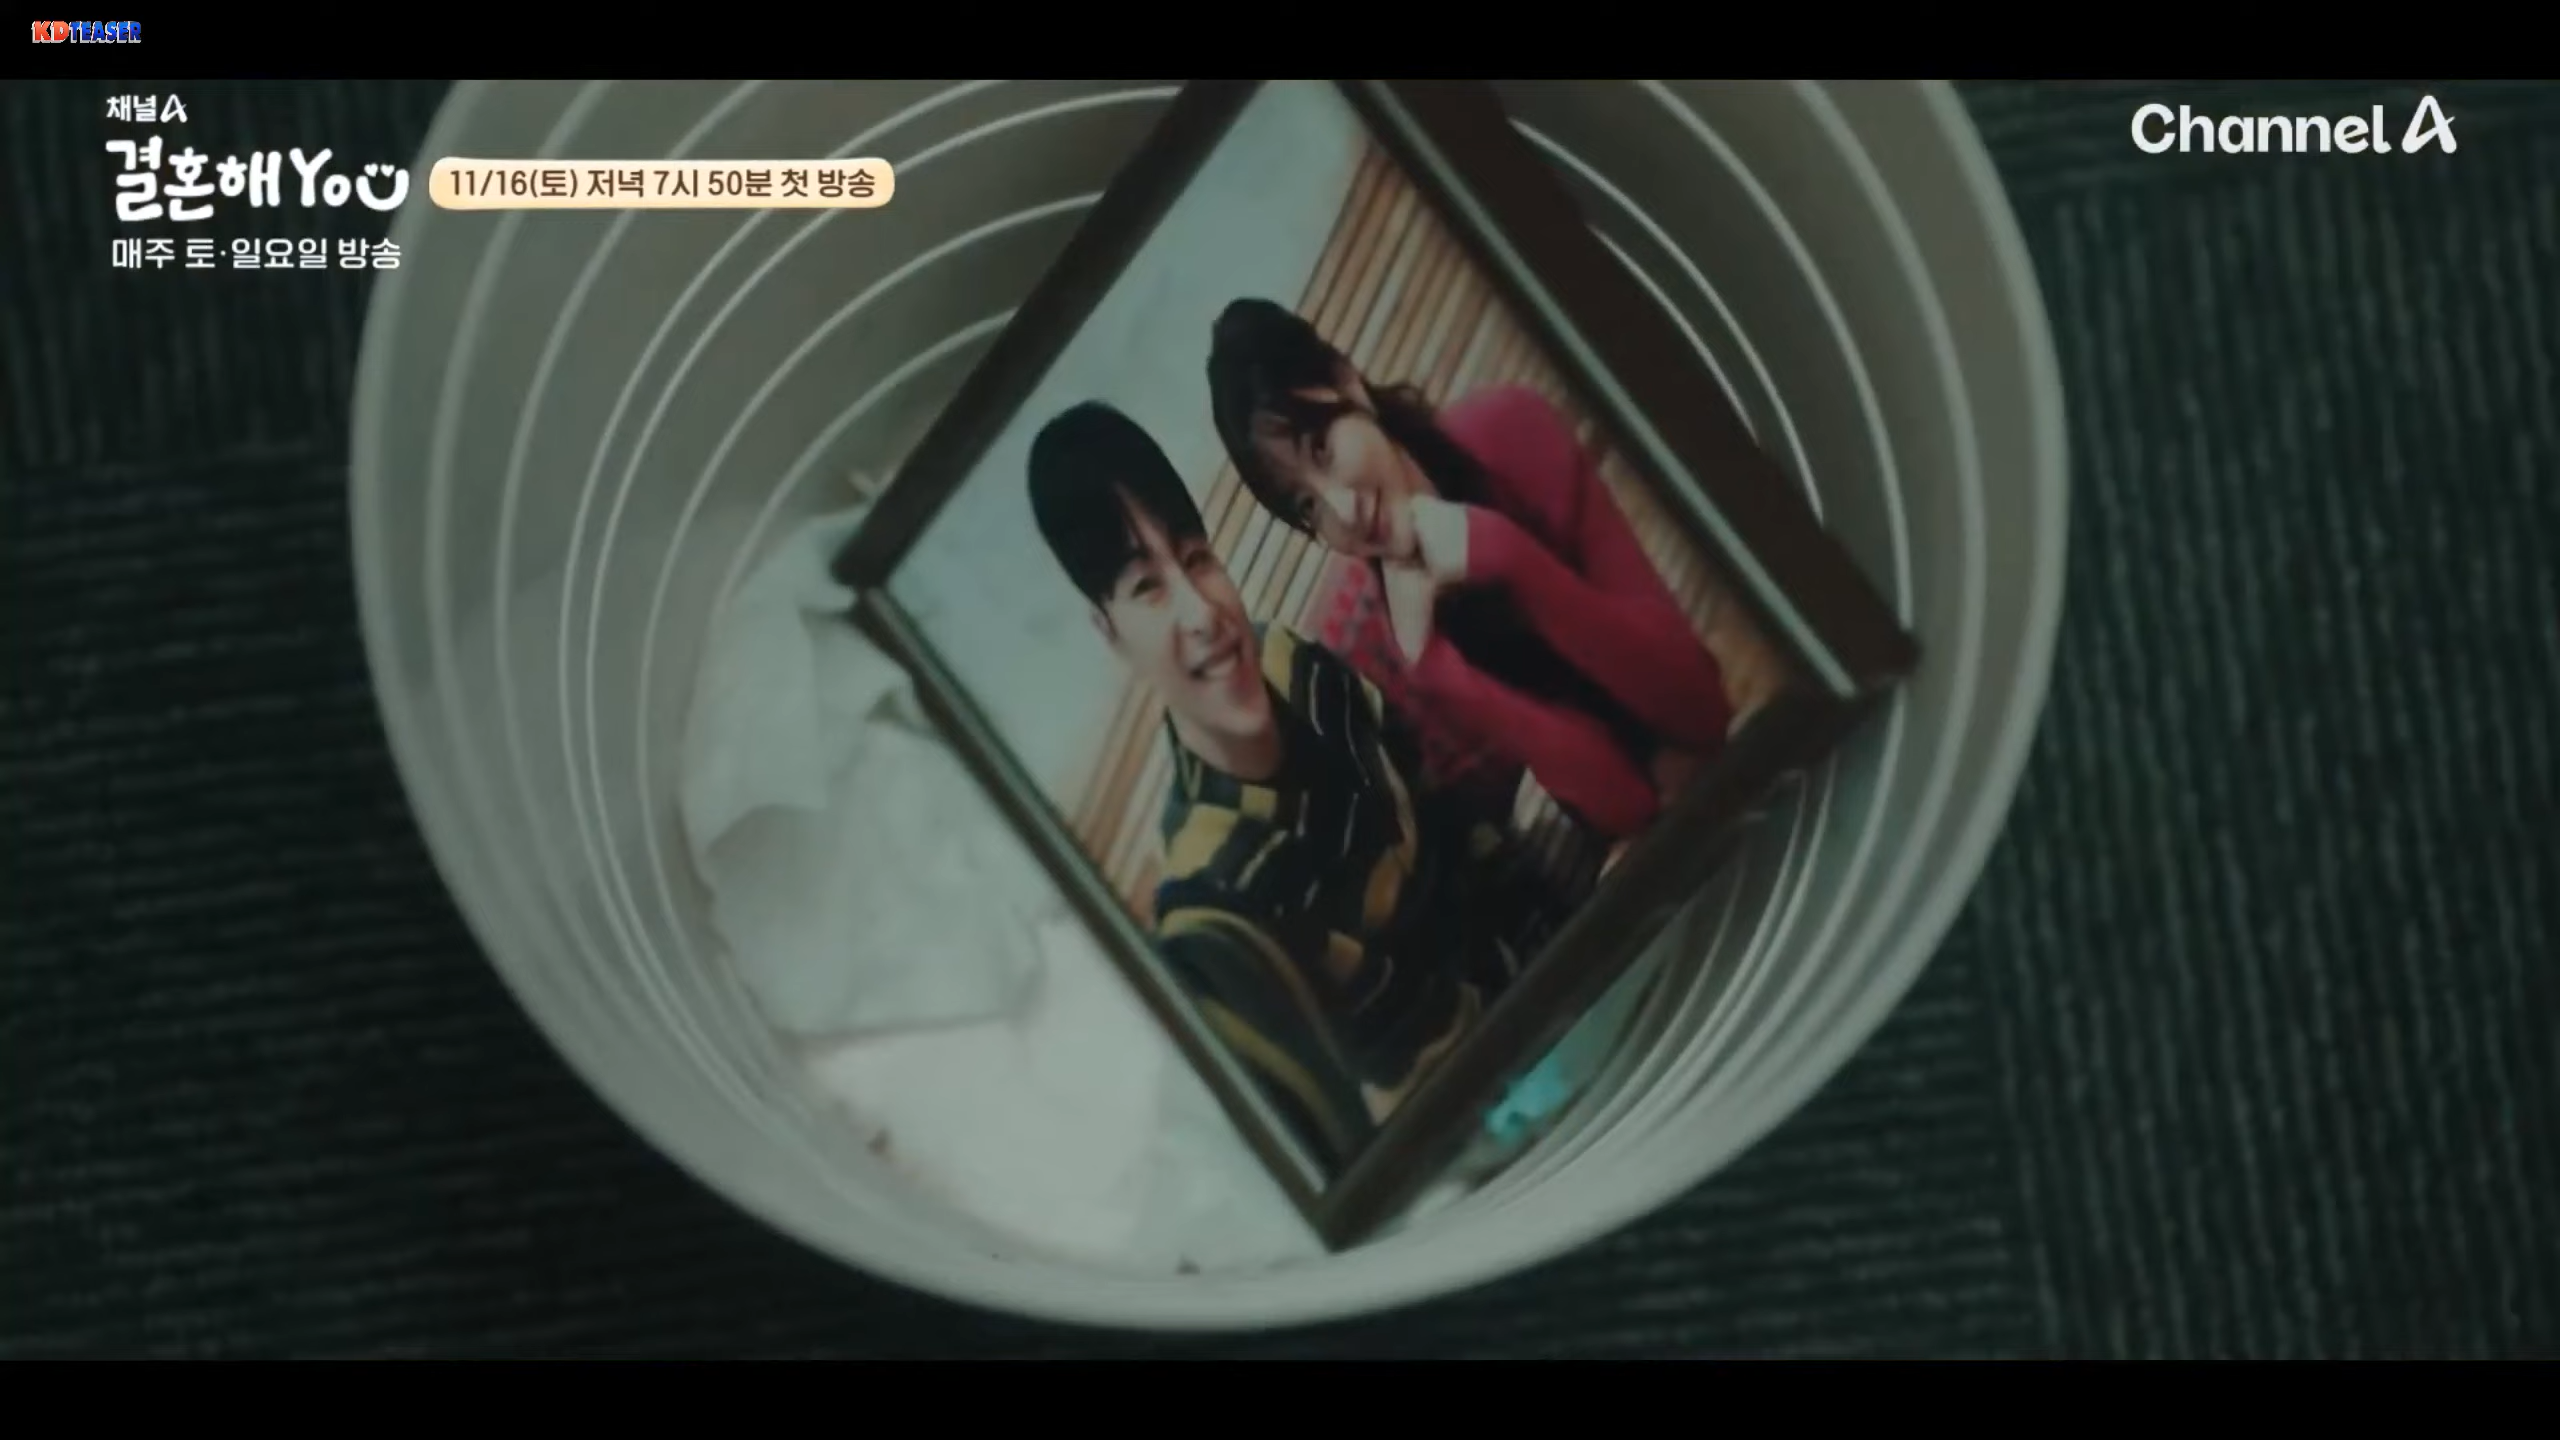 KDTEASER
채널A
결혼해YOU
11/16(토) 저녁 7시 50분 첫 방송
매주 토·일요일 방송
Channel A